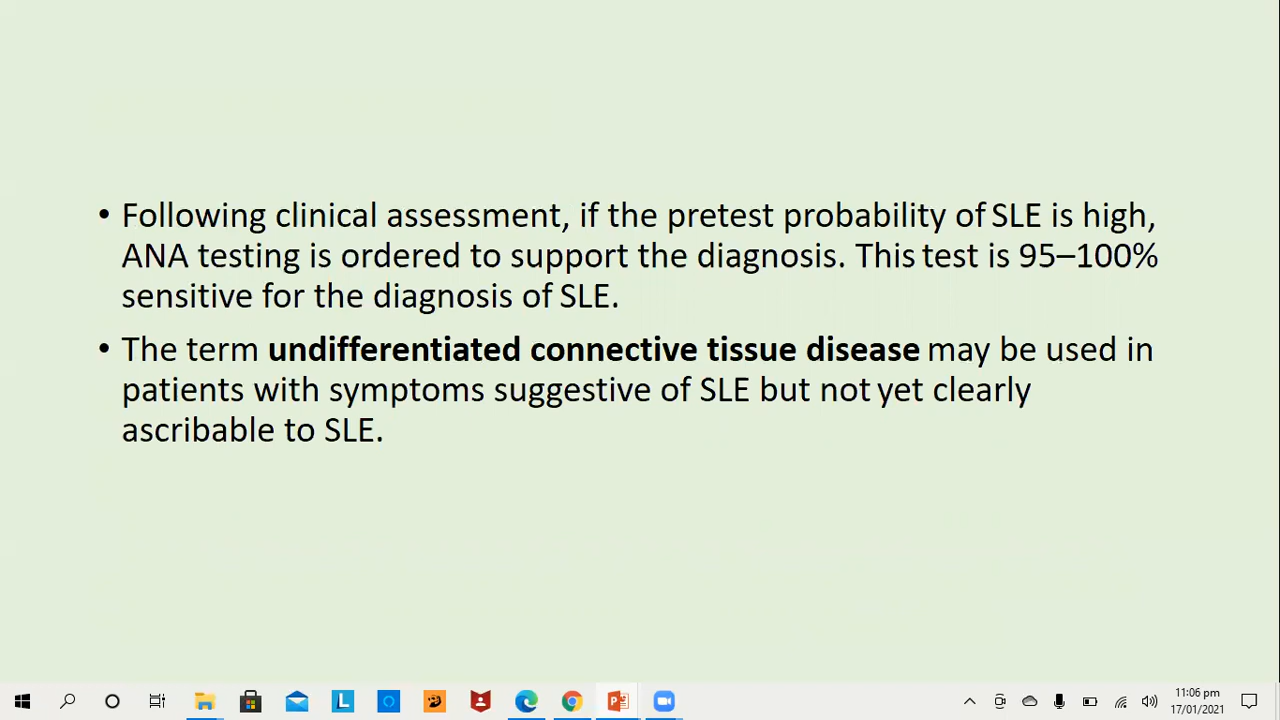 • Following clinical assessment, if the pretest probability of SLE is high,
ANA testing is ordered to support the diagnosis. This test is 95–100%
sensitive for the diagnosis of SLE.
• The term undifferentiated connective tissue disease may be used in
patients with symptoms suggestive of SLE but not yet clearly
ascribable to SLE.
L
11:06 pm
17/01/2021